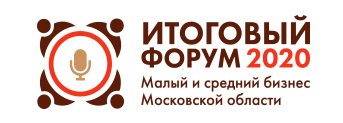 ИТОГОВЫЙ
ФОРУМ 2020
Малый и средний бизнес
Московской области